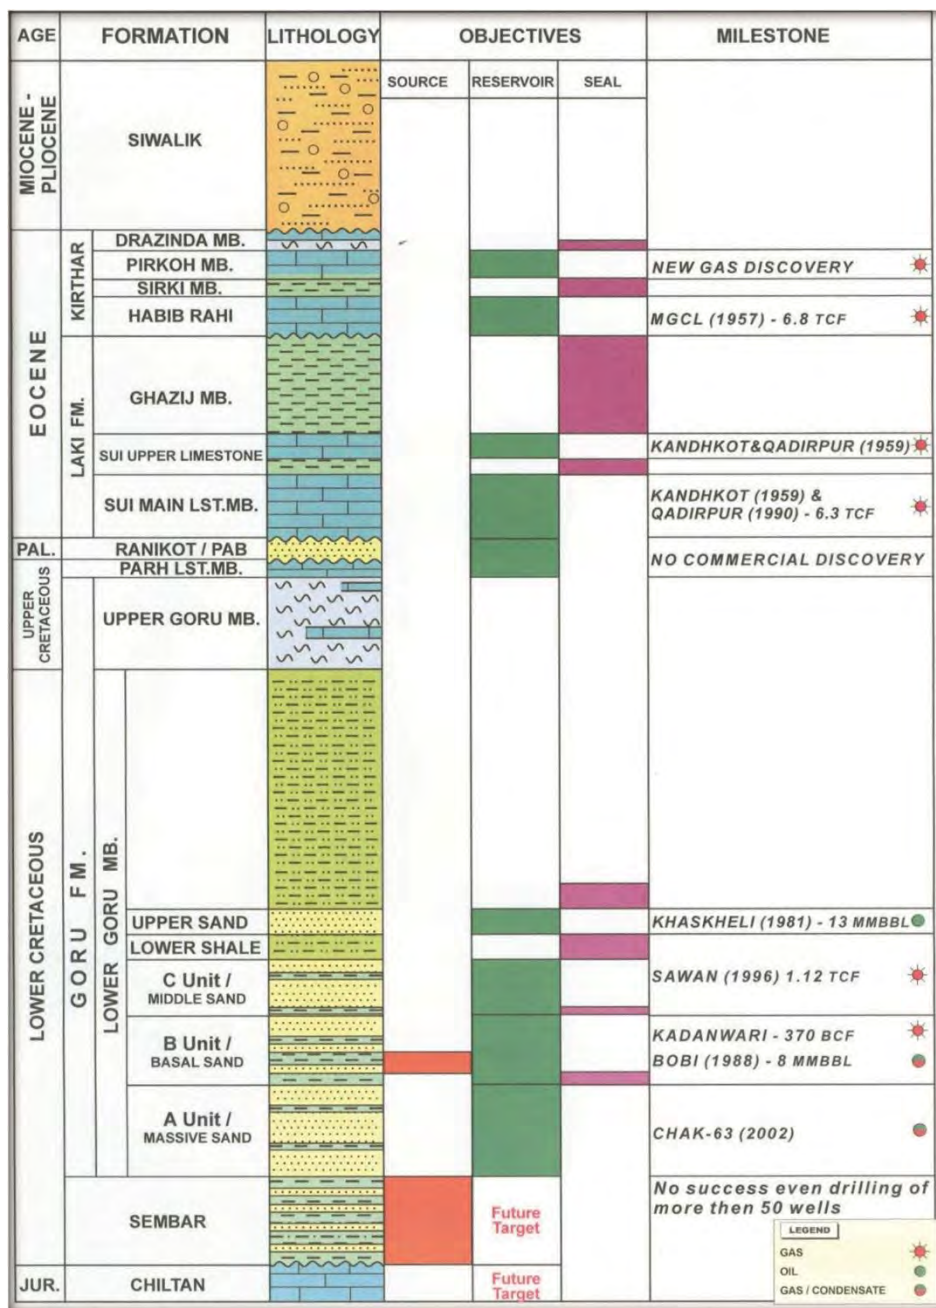 AGE FORMATION LITHOLOGY OBJECTIVES MILESTONE
SOURCE RESERVOIR SEAL
MIOCENE -
PLIOCENE
SIWALIK
EOCENE
KIRTHAR
DRAZINDA MB.
PIRKOH MB.
NEW GAS DISCOVERY
SIRKI MB.
HABIB RAHI
MGCL (1957) - 6.8 TCF
LAKI FM.
GHAZIJ MB.
SUI UPPER LIMESTONE
KANDHKOT&QADIRPUR (1959)
SUI MAIN LST.MB.
KANDHKOT (1959) &
QADIRPUR (1990) - 6.3 TCF
PAL.
RANIKOT / PAB
NO COMMERCIAL DISCOVERY
PARH LST.MB.
UPPER
CRETACEOUS
UPPER GORU MB.
LOWER CRETACEOUS
GORU FM.
LOWER GORU MB.
UPPER SAND
KHASKHELI (1981) - 13 MMBBL
LOWER SHALE
C Unit /
MIDDLE SAND
SAWAN (1996) 1.12 TCF
B Unit /
BASAL SAND
KADANWARI - 370 BCF
BOBI (1988) - 8 MMBBL
A Unit /
MASSIVE SAND
CHAK-63 (2002)
SEMBAR
Future
Target
No success even drilling of
more then 50 wells
JUR.
CHILTAN
Future
Target
LEGEND
GAS
OIL
GAS / CONDENSATE